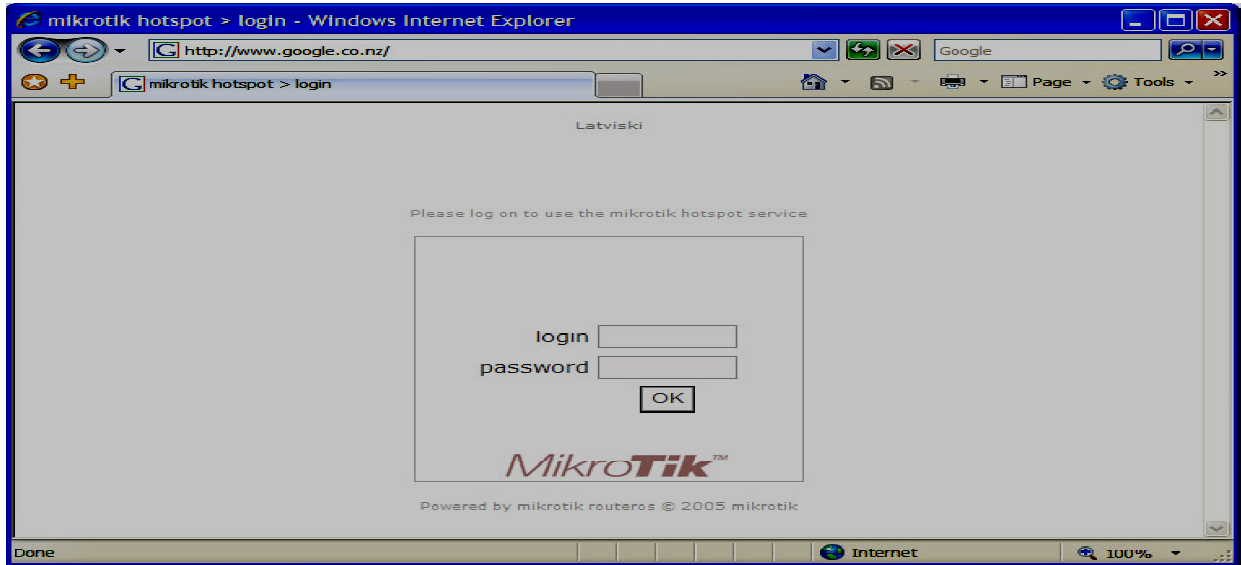 mikrotik hotspot > login - Windows Internet Explorer
G http://www.google.co.nz/
Google
G mikrotik hotspot > login
Page
Tools
»
Latviski
Please log on to use the mikrotik hotspot service
login
password
OK
MikroTik™
Powered by mikrotik routeros © 2005 mikrotik
Done
Internet
100%